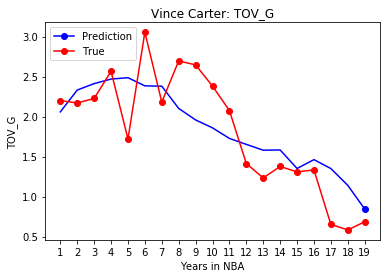 Vince Carter: TOV_G
Prediction
True
TOV_G
3.0
2.5
2.0
1.5
1.0
0.5
1 2 3 4 5 6 7 8 9 10 11 12 13 14 15 16 17 18 19
Years in NBA